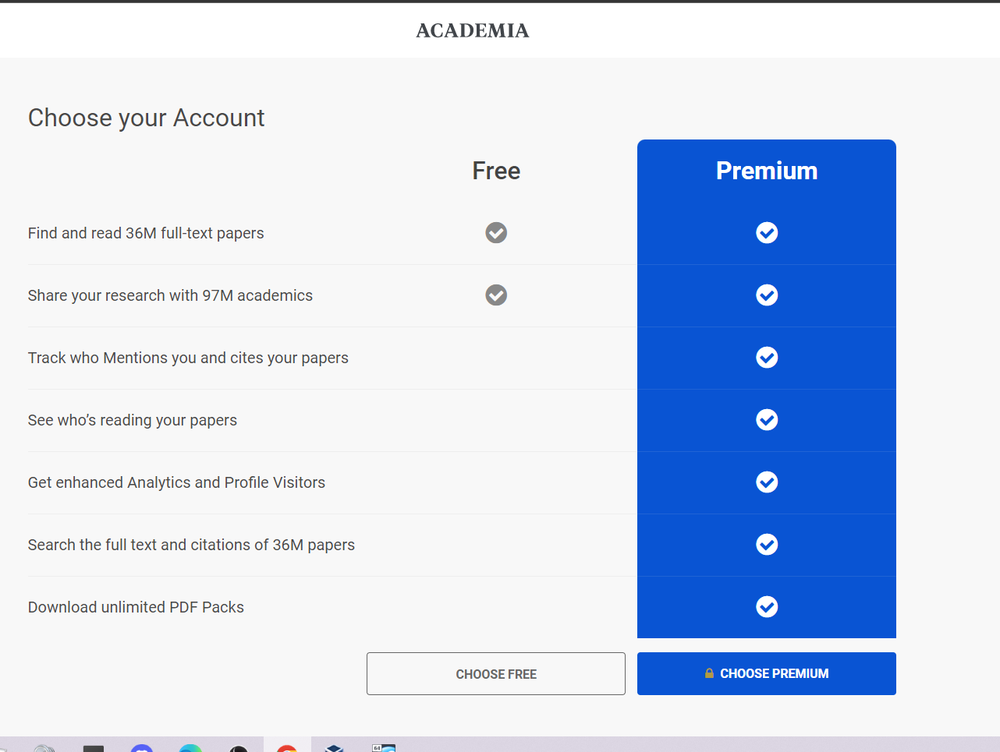 ACADEMIA
Choose your Account
Free
Premium
Find and read 36M full-text papers
Share your research with 97M academics
Track who Mentions you and cites your papers
See who’s reading your papers
Get enhanced Analytics and Profile Visitors
Search the full text and citations of 36M papers
Download unlimited PDF Packs
CHOOSE FREE
CHOOSE PREMIUM
64